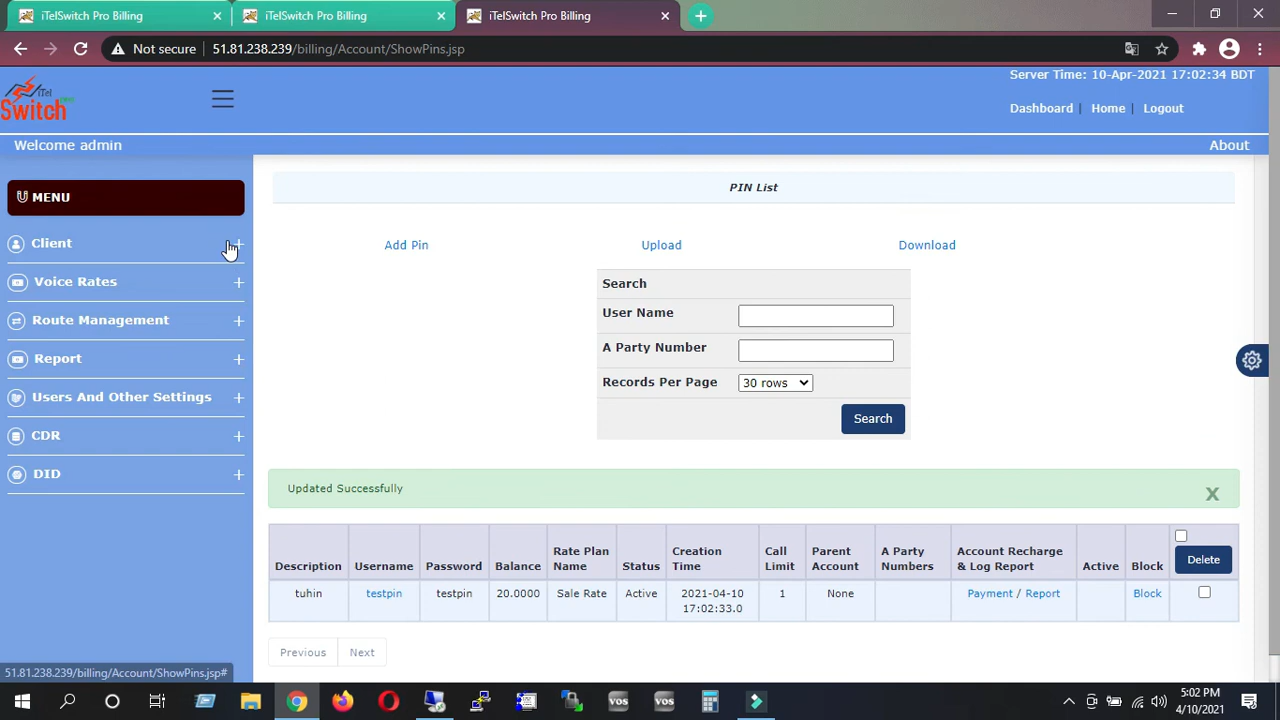 iTelSwitch Pro Billing
iTelSwitch Pro Billing
iTelSwitch Pro Billing
Not secure
51.81.238.239/billing/Account/ShowPins.jsp
iTel
Switch
Server Time: 10-Apr-2021 17:02:34 BDT
Dashboard | Home | Logout
Welcome admin
About
MENU
Client
Voice Rates
Route Management
Report
Users And Other Settings
CDR
DID
PIN List
Add Pin
Upload
Download
Search
User Name
A Party Number
Records Per Page
30 rows
Search
Updated Successfully
X
Description Username Password Balance Rate Plan Name Status Creation Time Call Limit Parent Account A Party Numbers Account Recharge & Log Report Active Block Delete
tuhin testpin testpin 20.0000 Sale Rate Active 2021-04-10 17:02:33.0 1 None Payment / Report Block
Previous Next
51.81.238.239/billing/Account/ShowPins.jsp#
VOS
VOS
5:02 PM
4/10/2021